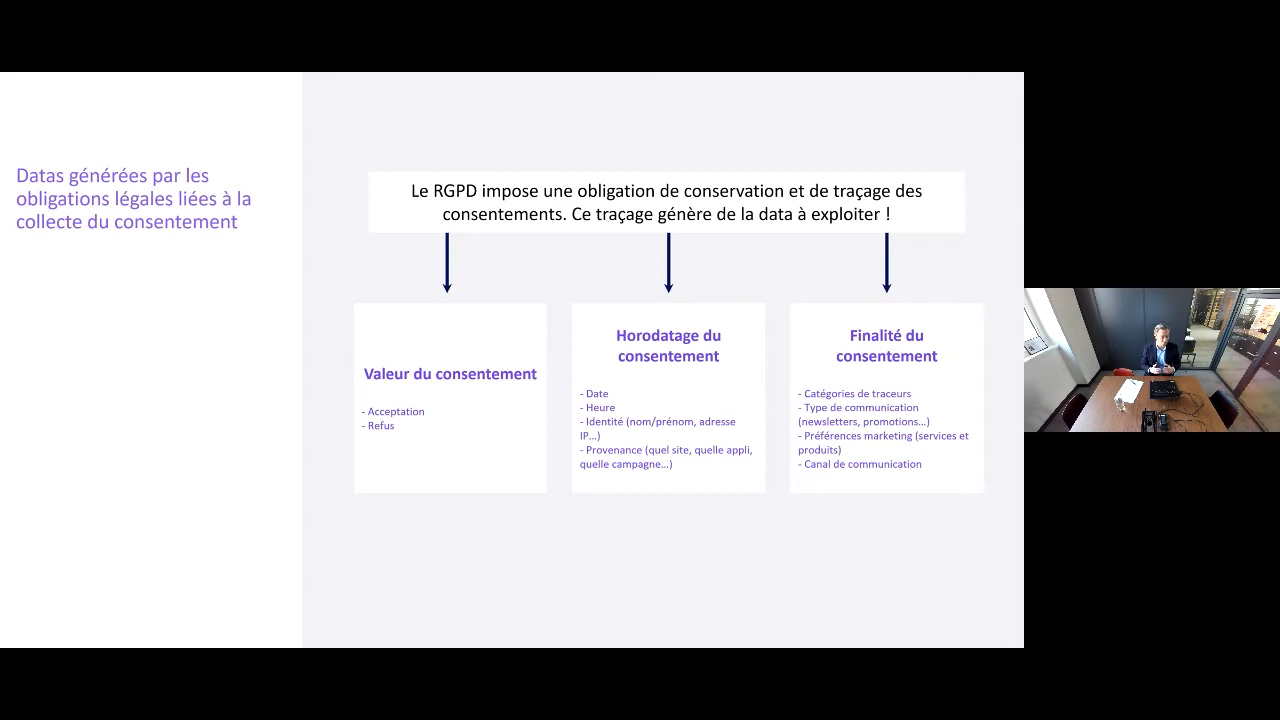 Datas générées par les
obligations légales liées à la
collecte du consentement
Le RGPD impose une obligation de conservation et de traçage des
consentements. Ce traçage génère de la data à exploiter !
Valeur du consentement
- Acceptation
- Refus
Horodatage du
consentement
- Date
- Heure
- Identité (nom/prénom, adresse
IP...)
- Provenance (quel site, quelle appli,
quelle campagne...)
Finalité du
consentement
- Catégories de traceurs
- Type de communication
(newsletters, promotions...)
- Préférences marketing (services et
produits)
- Canal de communication